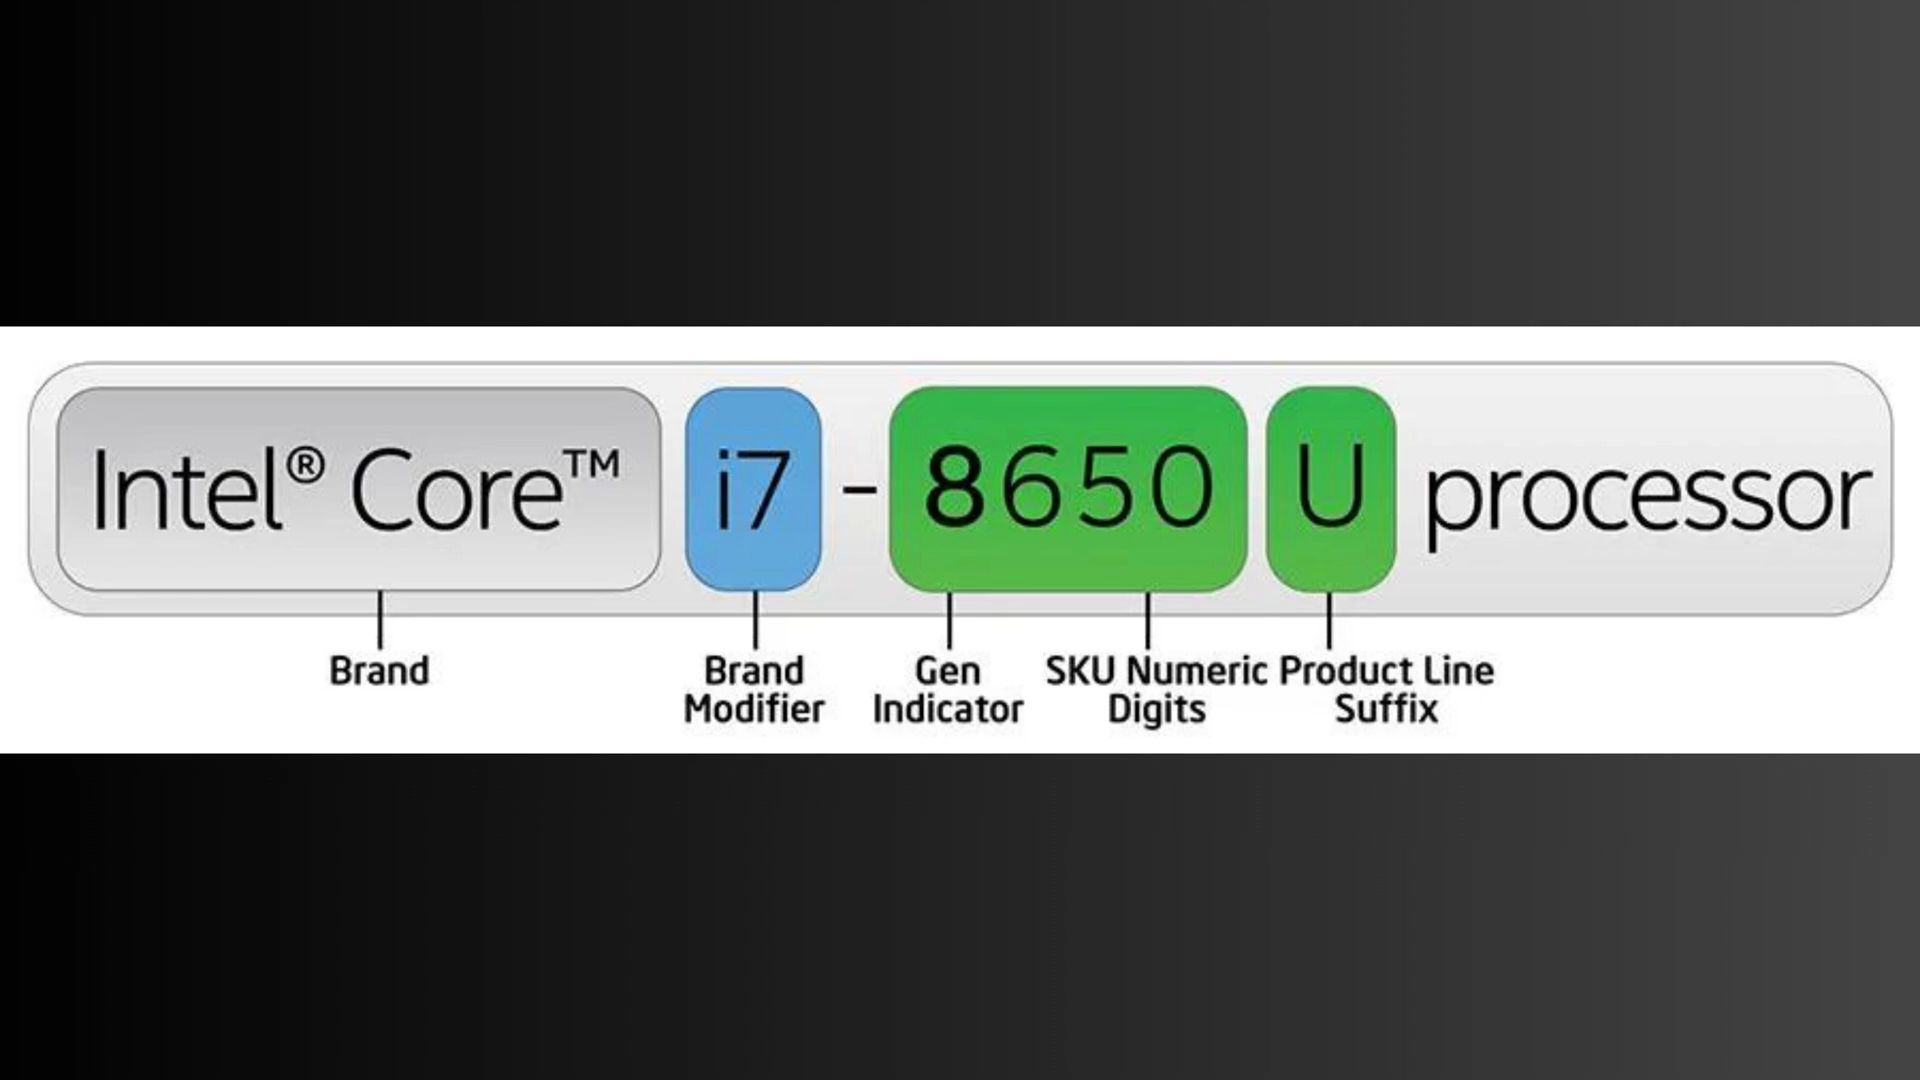 Intel® Core™ i7 - 8650 U processor
Brand
Brand Modifier
Gen Indicator
SKU Numeric Digits
Product Line Suffix